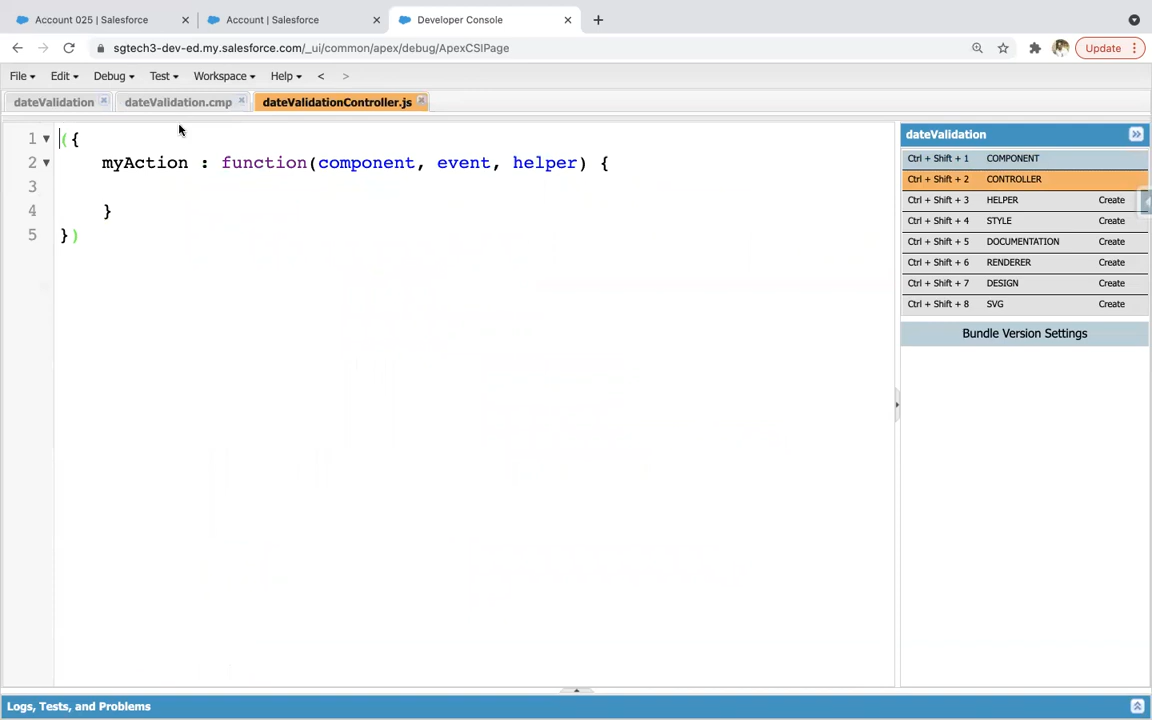 Account 025 | Salesforce
Account | Salesforce
Developer Console
sgtech3-dev-ed.my.salesforce.com/_ui/common/apex/debug/ApexCSIPage
Update
File Edit Debug Test Workspace Help < >
dateValidation
dateValidation.cmp
dateValidationController.js
1 ({
2 myAction : function(component, event, helper) {
3
4 }
5 })
dateValidation
Ctrl + Shift + 1 COMPONENT
Ctrl + Shift + 2 CONTROLLER
Ctrl + Shift + 3 HELPER Create
Ctrl + Shift + 4 STYLE Create
Ctrl + Shift + 5 DOCUMENTATION Create
Ctrl + Shift + 6 RENDERER Create
Ctrl + Shift + 7 DESIGN Create
Ctrl + Shift + 8 SVG Create
Bundle Version Settings
Logs, Tests, and Problems